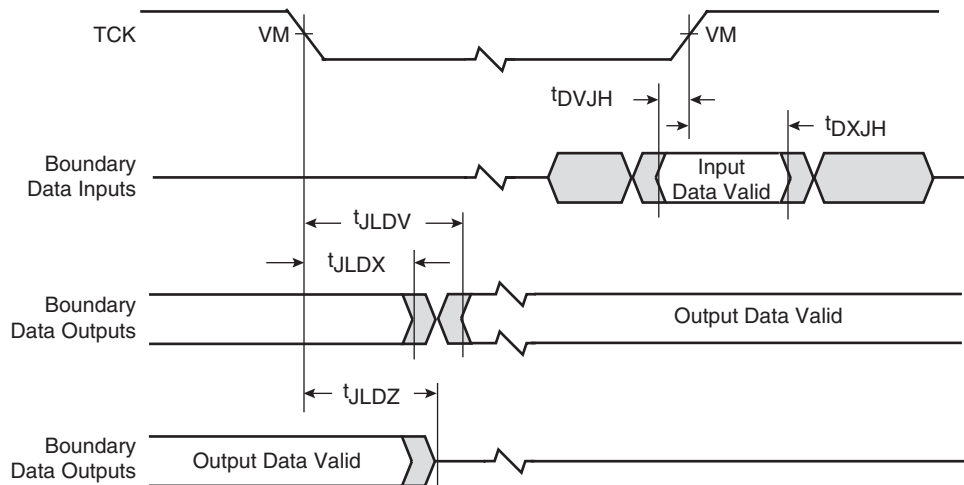 TCK
VM
VM
tDVJH
tDXJH
Boundary
Data Inputs
Input
Data Valid
tJLDV
tJLDX
Boundary
Data Outputs
Output Data Valid
tJLDZ
Boundary
Data Outputs
Output Data Valid